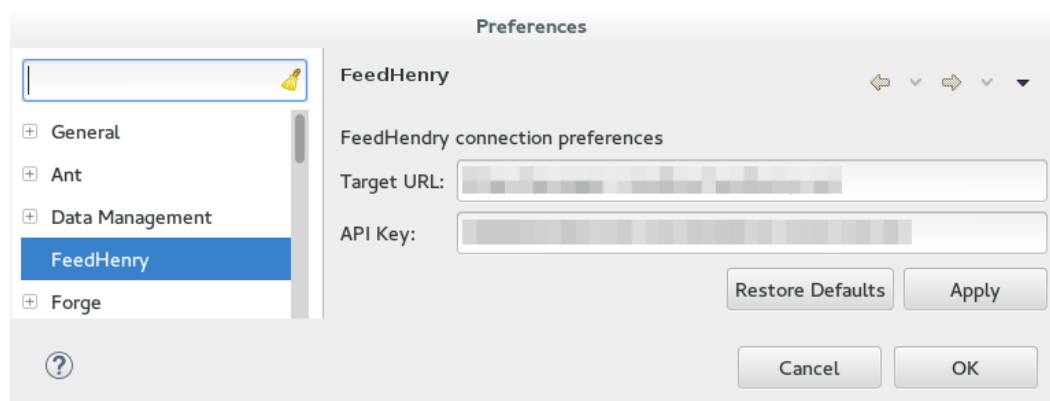 Preferences
FeedHenry
General
Ant
Data Management
FeedHenry
Forge
FeedHendry connection preferences
Target URL:
API Key:
Restore Defaults
Apply
?
Cancel
OK